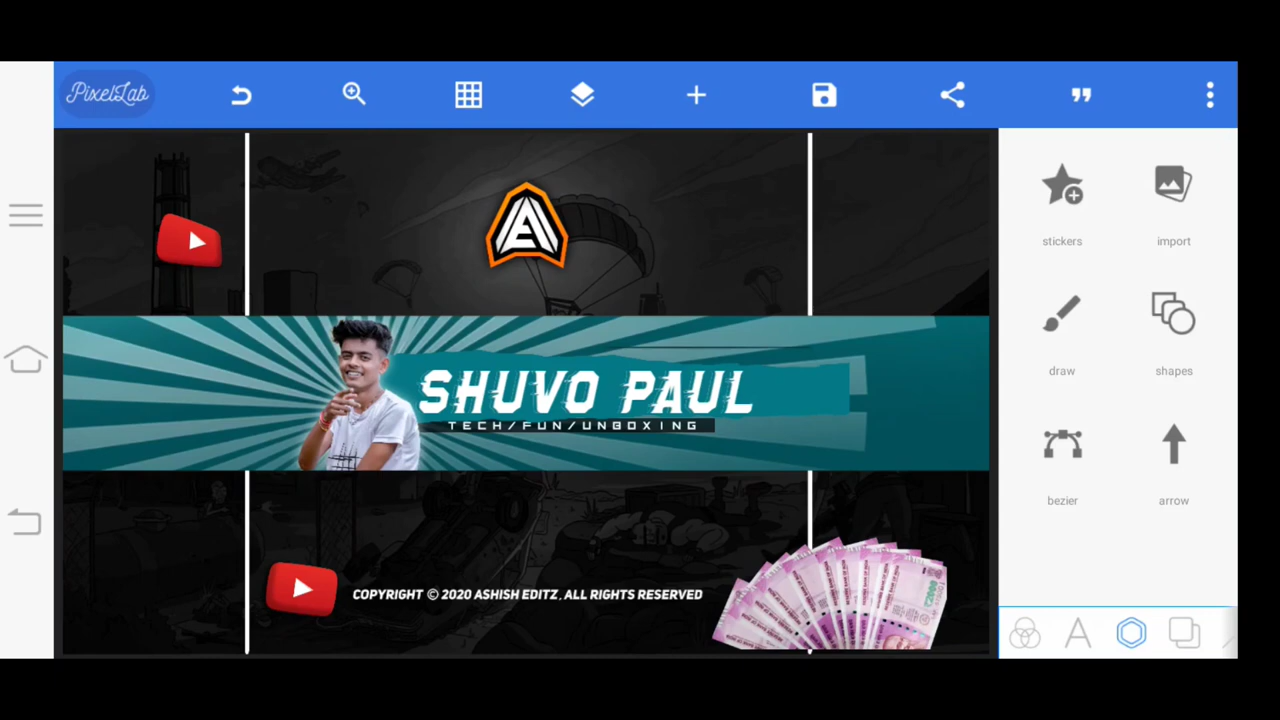 PixelLab
stickers
import
SHUVO PAUL
draw
shapes
TECH/FUN/UNBOXING
bezier
arrow
COPYRIGHT © 2020 ASHISH EDITZ, ALL RIGHTS RESERVED